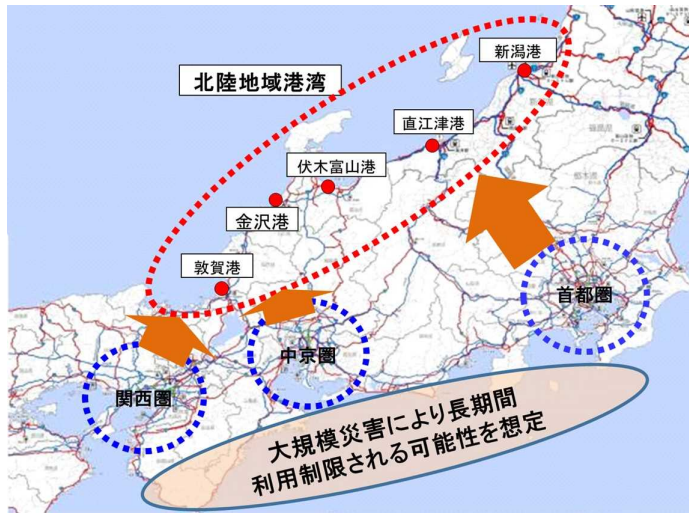 新潟港
北陸地域港湾
直江津港
伏木富山港
金沢港
敦賀港
首都圏
中京圏
関西圏
大規模災害により長期間
利用制限される可能性を想定